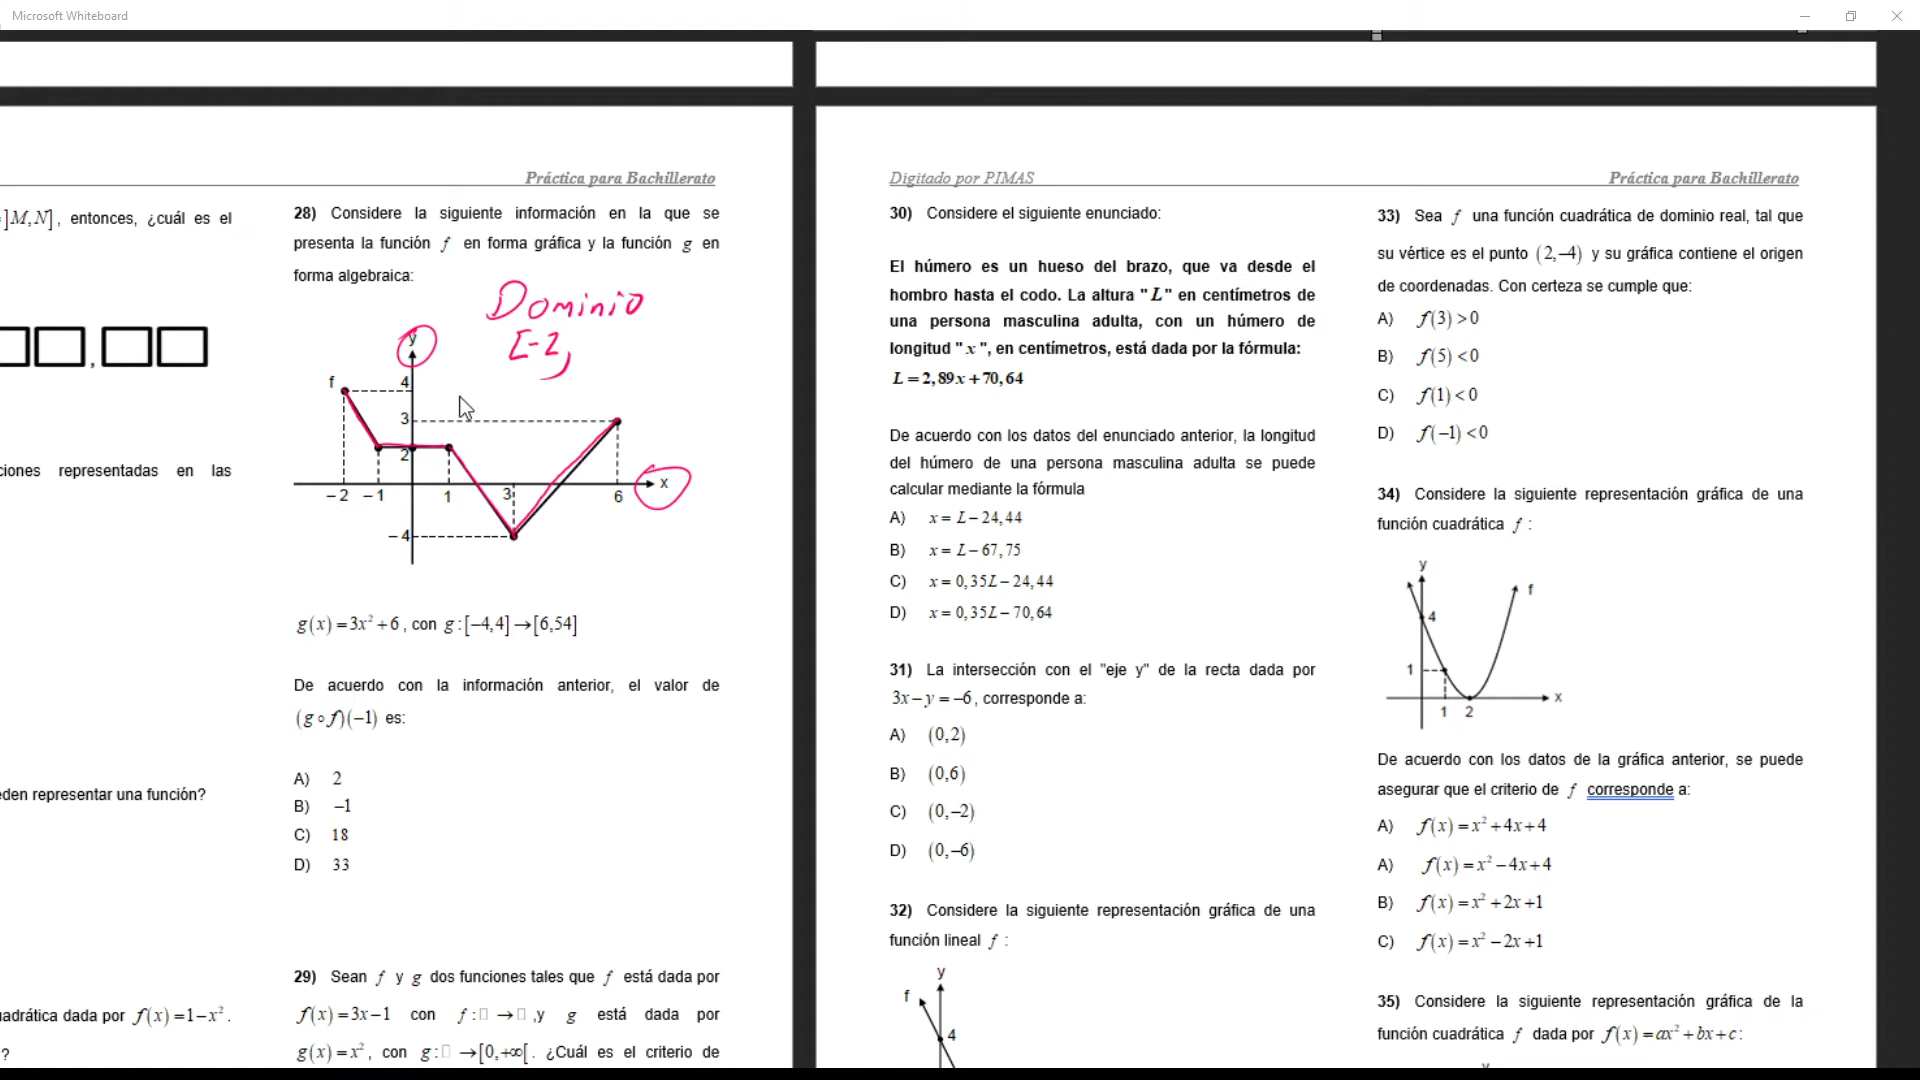 Microsoft Whiteboard
Práctica para Bachillerato
]M,N], entonces, ¿cuál es el
,
ciones representadas en las
eden representar una función?
adrática dada por f(x)=1−x².
?
28) Considere la siguiente información en la que se
presenta la función f en forma gráfica y la función g en
forma algebraica:
Dominio
[-2,
y
f
4
3
2
−2 −1 1 3 6 x
−4
g(x)=3x²+6, con g:[−4,4]→[6,54]
De acuerdo con la información anterior, el valor de
(g∘f)(−1) es:
A) 2
B) −1
C) 18
D) 33
29) Sean f y g dos funciones tales que f está dada por
f(x)=3x−1 con f:□→□ ,y g está dada por
g(x)=x², con g:□→[0,+∞[. ¿Cuál es el criterio de
Digitado por PIMAS Práctica para Bachillerato
30) Considere el siguiente enunciado:
El húmero es un hueso del brazo, que va desde el
hombro hasta el codo. La altura "L" en centímetros de
una persona masculina adulta, con un húmero de
longitud "x", en centímetros, está dada por la fórmula:
L=2,89x+70,64
De acuerdo con los datos del enunciado anterior, la longitud
del húmero de una persona masculina adulta se puede
calcular mediante la fórmula
A) x=L−24,44
B) x=L−67,75
C) x=0,35L−24,44
D) x=0,35L−70,64
31) La intersección con el "eje y" de la recta dada por
3x−y=−6, corresponde a:
A) (0,2)
B) (0,6)
C) (0,−2)
D) (0,−6)
32) Considere la siguiente representación gráfica de una
función lineal f :
y
f
4
33) Sea f una función cuadrática de dominio real, tal que
su vértice es el punto (2,−4) y su gráfica contiene el origen
de coordenadas. Con certeza se cumple que:
A) f(3)>0
B) f(5)<0
C) f(1)<0
D) f(−1)<0
34) Considere la siguiente representación gráfica de una
función cuadrática f :
y
f
4
1
x
1 2
De acuerdo con los datos de la gráfica anterior, se puede
asegurar que el criterio de f corresponde a:
A) f(x)=x²+4x+4
A) f(x)=x²−4x+4
B) f(x)=x²+2x+1
C) f(x)=x²−2x+1
35) Considere la siguiente representación gráfica de la
función cuadrática f dada por f(x)=ax²+bx+c:
y